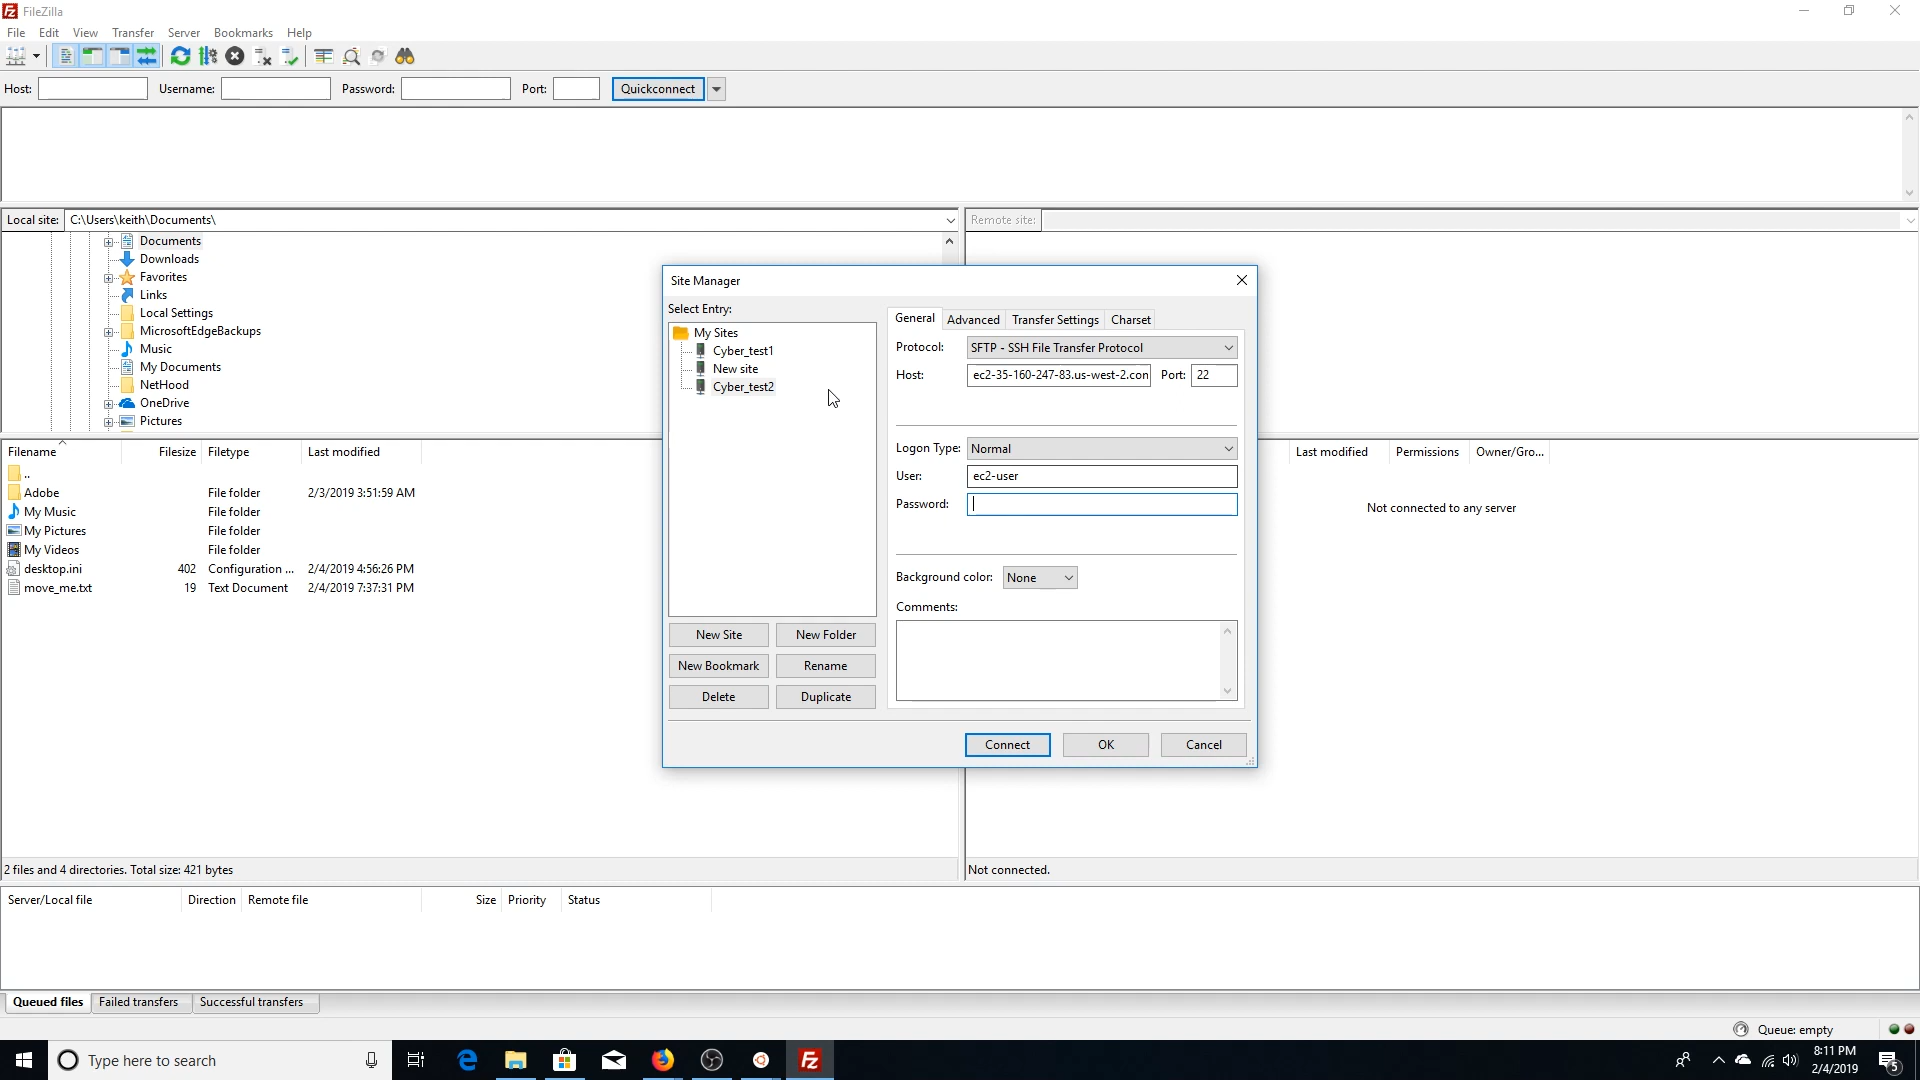 FileZilla
File Edit View Transfer Server Bookmarks Help
Host: Username: Password: Port: Quickconnect
Local site: C:\Users\keith\Documents\
Remote site:
Documents
Downloads
Favorites
Links
Local Settings
MicrosoftEdgeBackups
Music
My Documents
NetHood
OneDrive
Pictures
Filename Filesize Filetype Last modified
..
Adobe File folder 2/3/2019 3:51:59 AM
My Music File folder
My Pictures File folder
My Videos File folder
desktop.ini 402 Configuration ... 2/4/2019 4:56:26 PM
move_me.txt 19 Text Document 2/4/2019 7:37:31 PM
2 files and 4 directories. Total size: 421 bytes
Site Manager
Select Entry:
My Sites
Cyber_test1
New site
Cyber_test2
New Site New Folder
New Bookmark Rename
Delete Duplicate
General Advanced Transfer Settings Charset
Protocol: SFTP - SSH File Transfer Protocol
Host: ec2-35-160-247-83.us-west-2.con Port: 22
Logon Type: Normal
User: ec2-user
Password:
Background color: None
Comments:
Connect OK Cancel
Last modified Permissions Owner/Gro...
Not connected to any server
Not connected.
Server/Local file Direction Remote file Size Priority Status
Queued files Failed transfers Successful transfers
Queue: empty
Type here to search
8:11 PM
2/4/2019
5